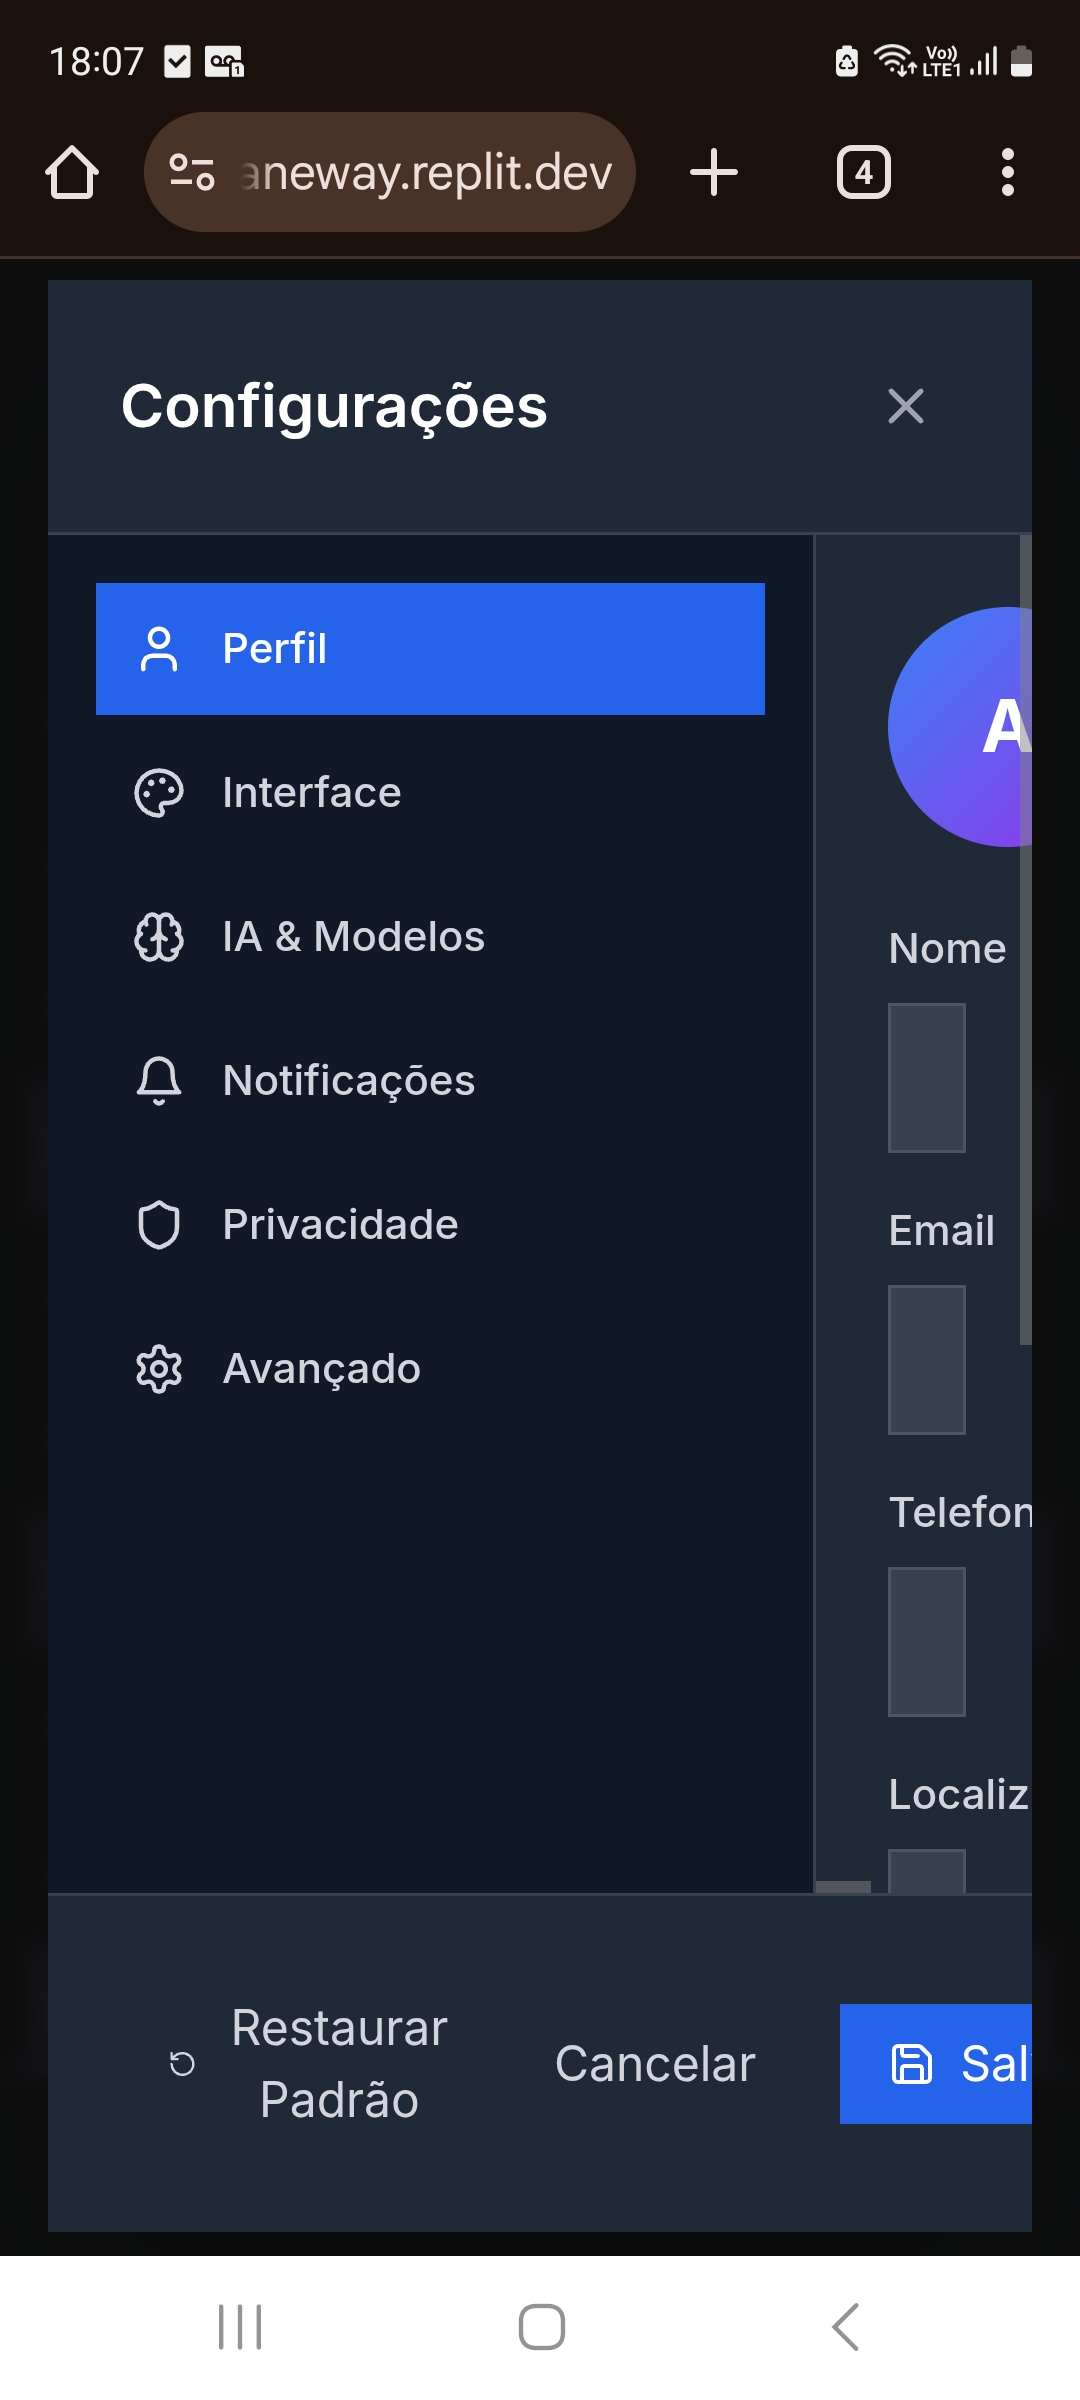 18:07
Vo))
LTE1
aneway.replit.dev
4
Configurações
Perfil
Interface
IA & Modelos
Notificações
Privacidade
Avançado
A
Nome
Email
Telefon
Localiz
Restaurar
Padrão
Cancelar
Sal